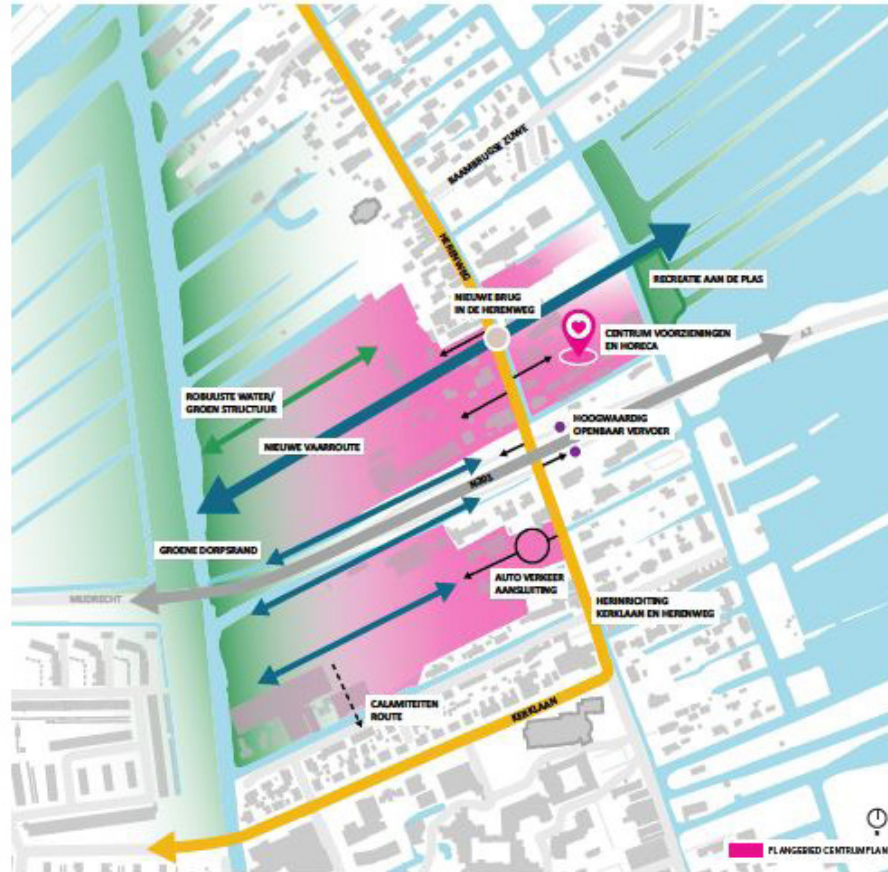 BAAMBRUGSE ZUWE
HERENWEG
RECREATIE AAN DE PLAS
NIEUWE BRUG
IN DE HERENWEG
CENTRUM VOORZIENINGEN
EN HORECA
A2
ROBUUSTE WATER/
GROEN STRUCTUUR
HOOGWAARDIG
OPENBAAR VERVOER
NIEUWE VAARROUTE
N201
GROENE DORPSRAND
AUTO VERKEER
AANSLUITING
MIJDRECHT
HERINRICHTING
KERKLAAN EN HERENWEG
CALAMITEITEN
ROUTE
KERKLAAN
PLANGEBIED CENTRUMPLAN